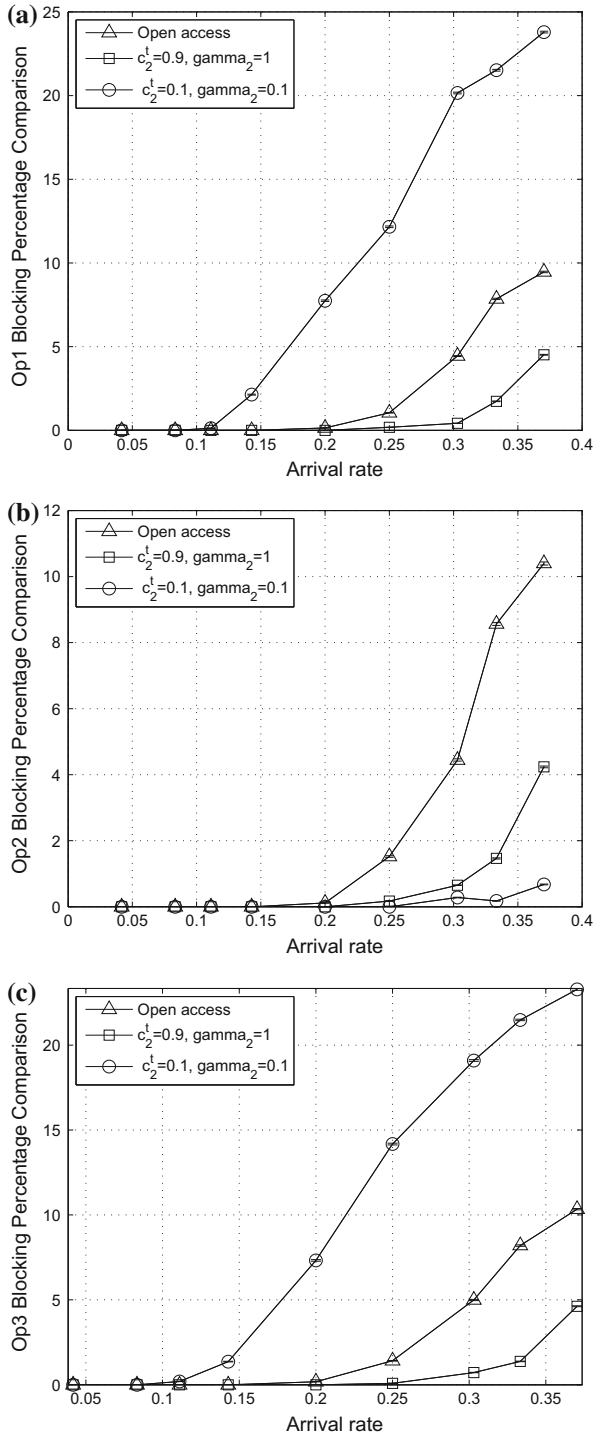 (a)
25
20
15
10
5
0
Op1 Blocking Percentage Comparison
Open access
c₂ᵗ=0.9, gamma₂=1
c₂ᵗ=0.1, gamma₂=0.1
0 0.05 0.1 0.15 0.2 0.25 0.3 0.35 0.4
Arrival rate
(b)
12
10
8
6
4
2
0
Op2 Blocking Percentage Comparison
Open access
c₂ᵗ=0.9, gamma₂=1
c₂ᵗ=0.1, gamma₂=0.1
0 0.05 0.1 0.15 0.2 0.25 0.3 0.35 0.4
Arrival rate
(c)
20
15
10
5
0
Op3 Blocking Percentage Comparison
Open access
c₂ᵗ=0.9, gamma₂=1
c₂ᵗ=0.1, gamma₂=0.1
0.05 0.1 0.15 0.2 0.25 0.3 0.35
Arrival rate